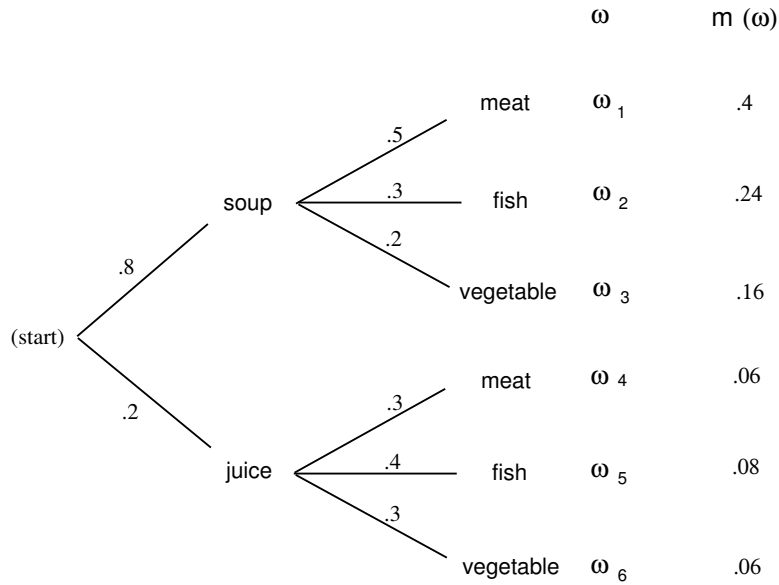 ω m (ω)
meat ω 1 .4
.5
soup .3 fish ω 2 .24
.2
.8
vegetable ω 3 .16
(start)
meat ω 4 .06
.2
.3
juice .4 fish ω 5 .08
.3
vegetable ω 6 .06